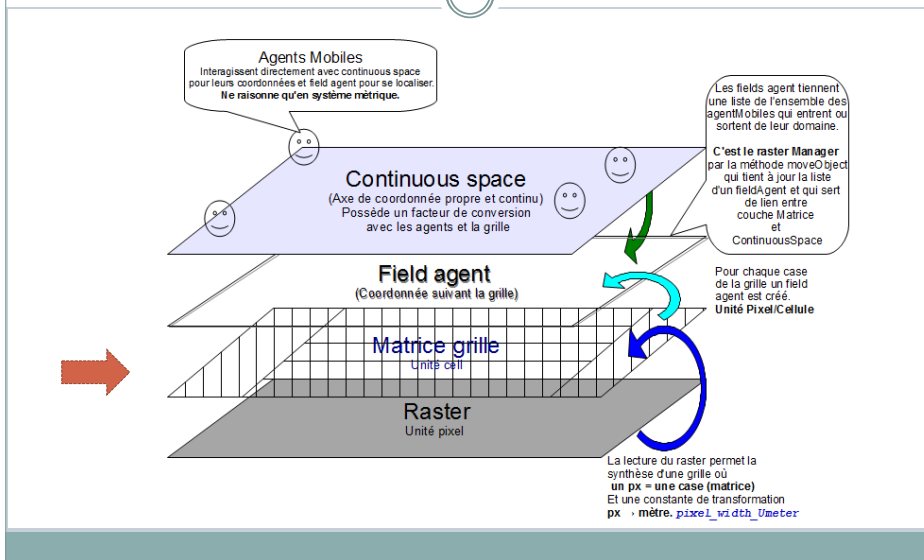 Agents Mobiles
Interagissent directement avec continuous space
pour leurs coordonnées et field agent pour se localiser.
Ne raisonne qu'en système mètrique.
Les fields agent tiennent
une liste de l'ensemble des
agentMobiles qui entrent ou
sortent de leur domaine.
C'est le raster Manager
par la méthode moveObject
qui tient à jour la liste
d'un fieldAgent et qui sert
de lien entre
couche Matrice
et
ContinuousSpace
Continuous space
(Axe de coordonnée propre et continu)
Possède un facteur de conversion
avec les agents et la grille
Field agent
(Coordonnée suivant la grille)
Pour chaque case
de la grille un field
agent est créé.
Unité Pixel/Cellule
Matrice grille
Unité cell
Raster
Unité pixel
La lecture du raster permet la
synthèse d'une grille où
un px = une case (matrice)
Et une constante de transformation
px → mètre. pixel_width_Umeter